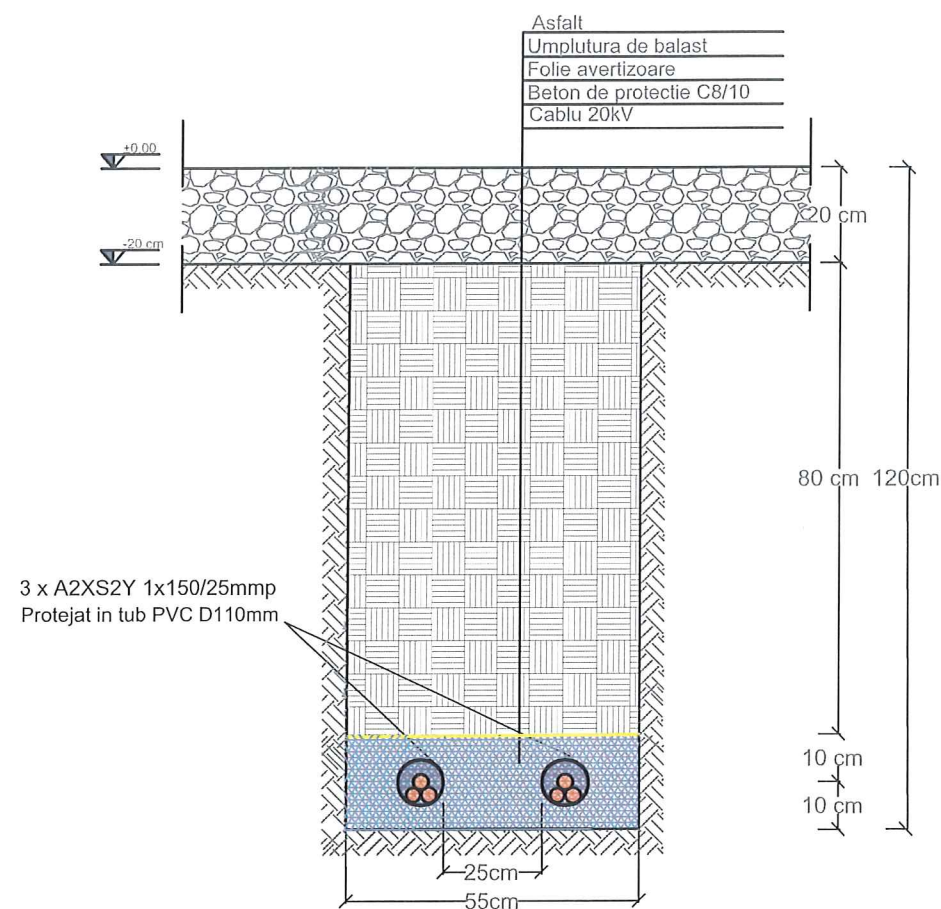 Asfalt
Umplutura de balast
Folie avertizoare
Beton de protectie C8/10
Cablu 20kV
±0.00
20 cm
-20 cm
80 cm
120cm
3 x A2XS2Y 1x150/25mmp
Protejat in tub PVC D110mm
10 cm
10 cm
25cm
55cm